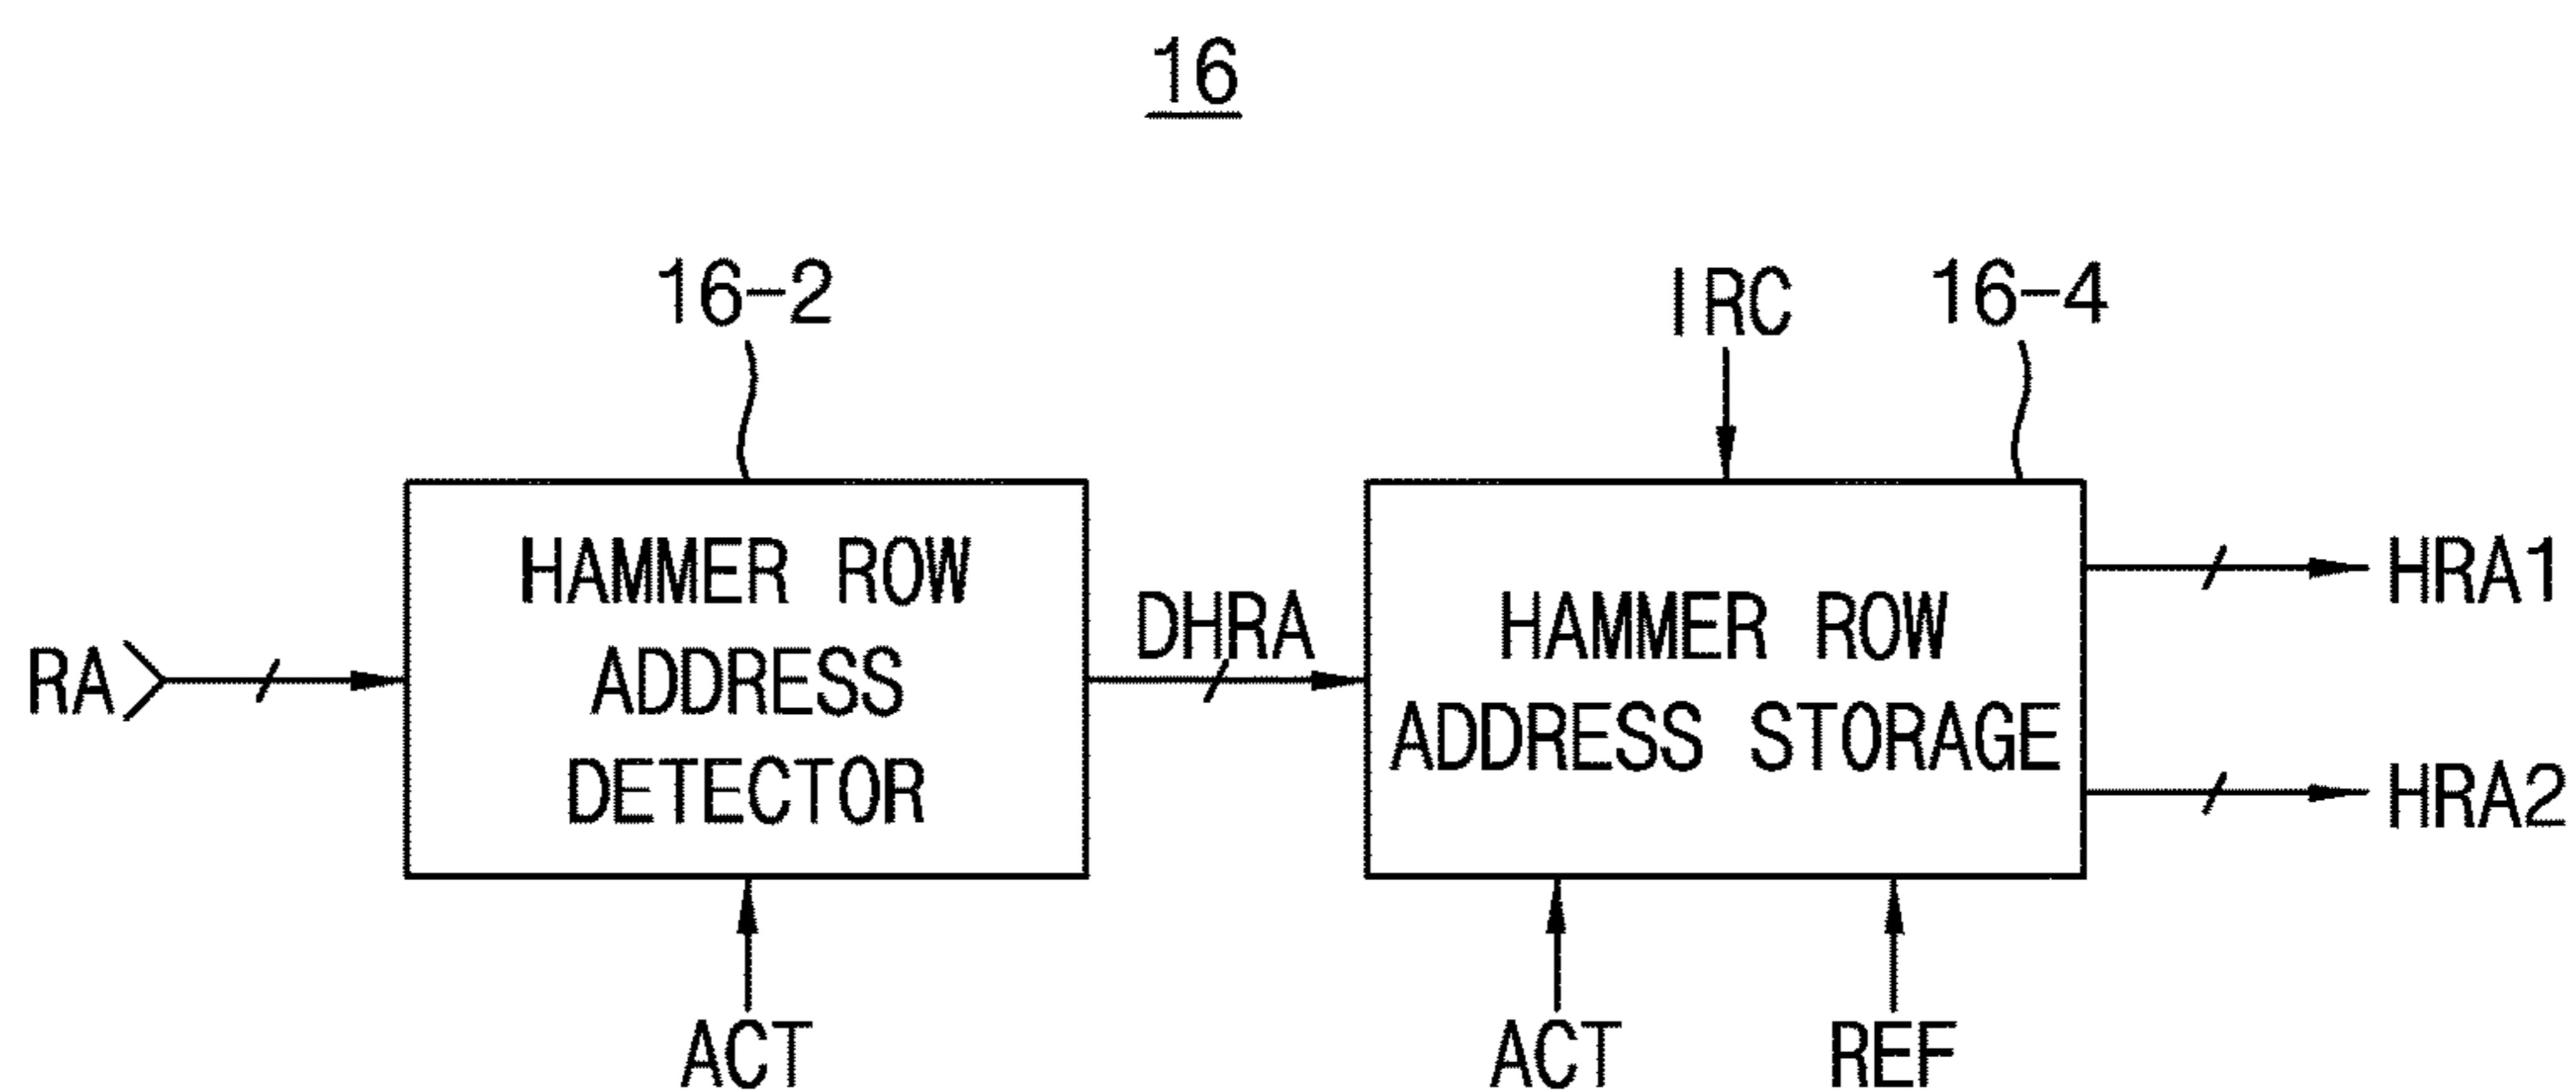 16
16-2
IRC
16-4
HAMMER ROW
ADDRESS
DETECTOR
RA
DHRA
HAMMER ROW
ADDRESS STORAGE
HRA1
HRA2
ACT
ACT
REF